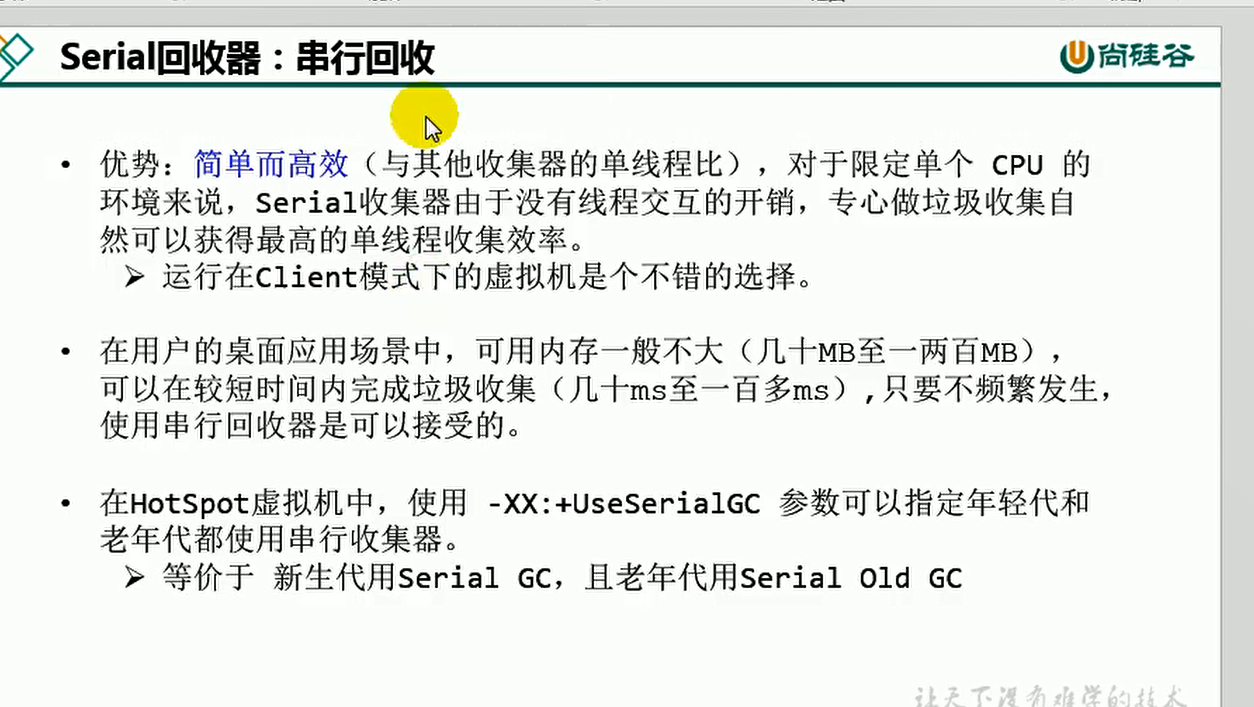 Serial回收器：串行回收
尚硅谷
• 优势：简单而高效（与其他收集器的单线程比），对于限定单个 CPU 的
环境来说，Serial收集器由于没有线程交互的开销，专心做垃圾收集自
然可以获得最高的单线程收集效率。
➢ 运行在Client模式下的虚拟机是个不错的选择。
• 在用户的桌面应用场景中，可用内存一般不大（几十MB至一两百MB），
可以在较短时间内完成垃圾收集（几十ms至一百多ms）,只要不频繁发生，
使用串行回收器是可以接受的。
• 在HotSpot虚拟机中，使用 -XX:+UseSerialGC 参数可以指定年轻代和
老年代都使用串行收集器。
➢ 等价于 新生代用Serial GC，且老年代用Serial Old GC
让天下没有难学的技术